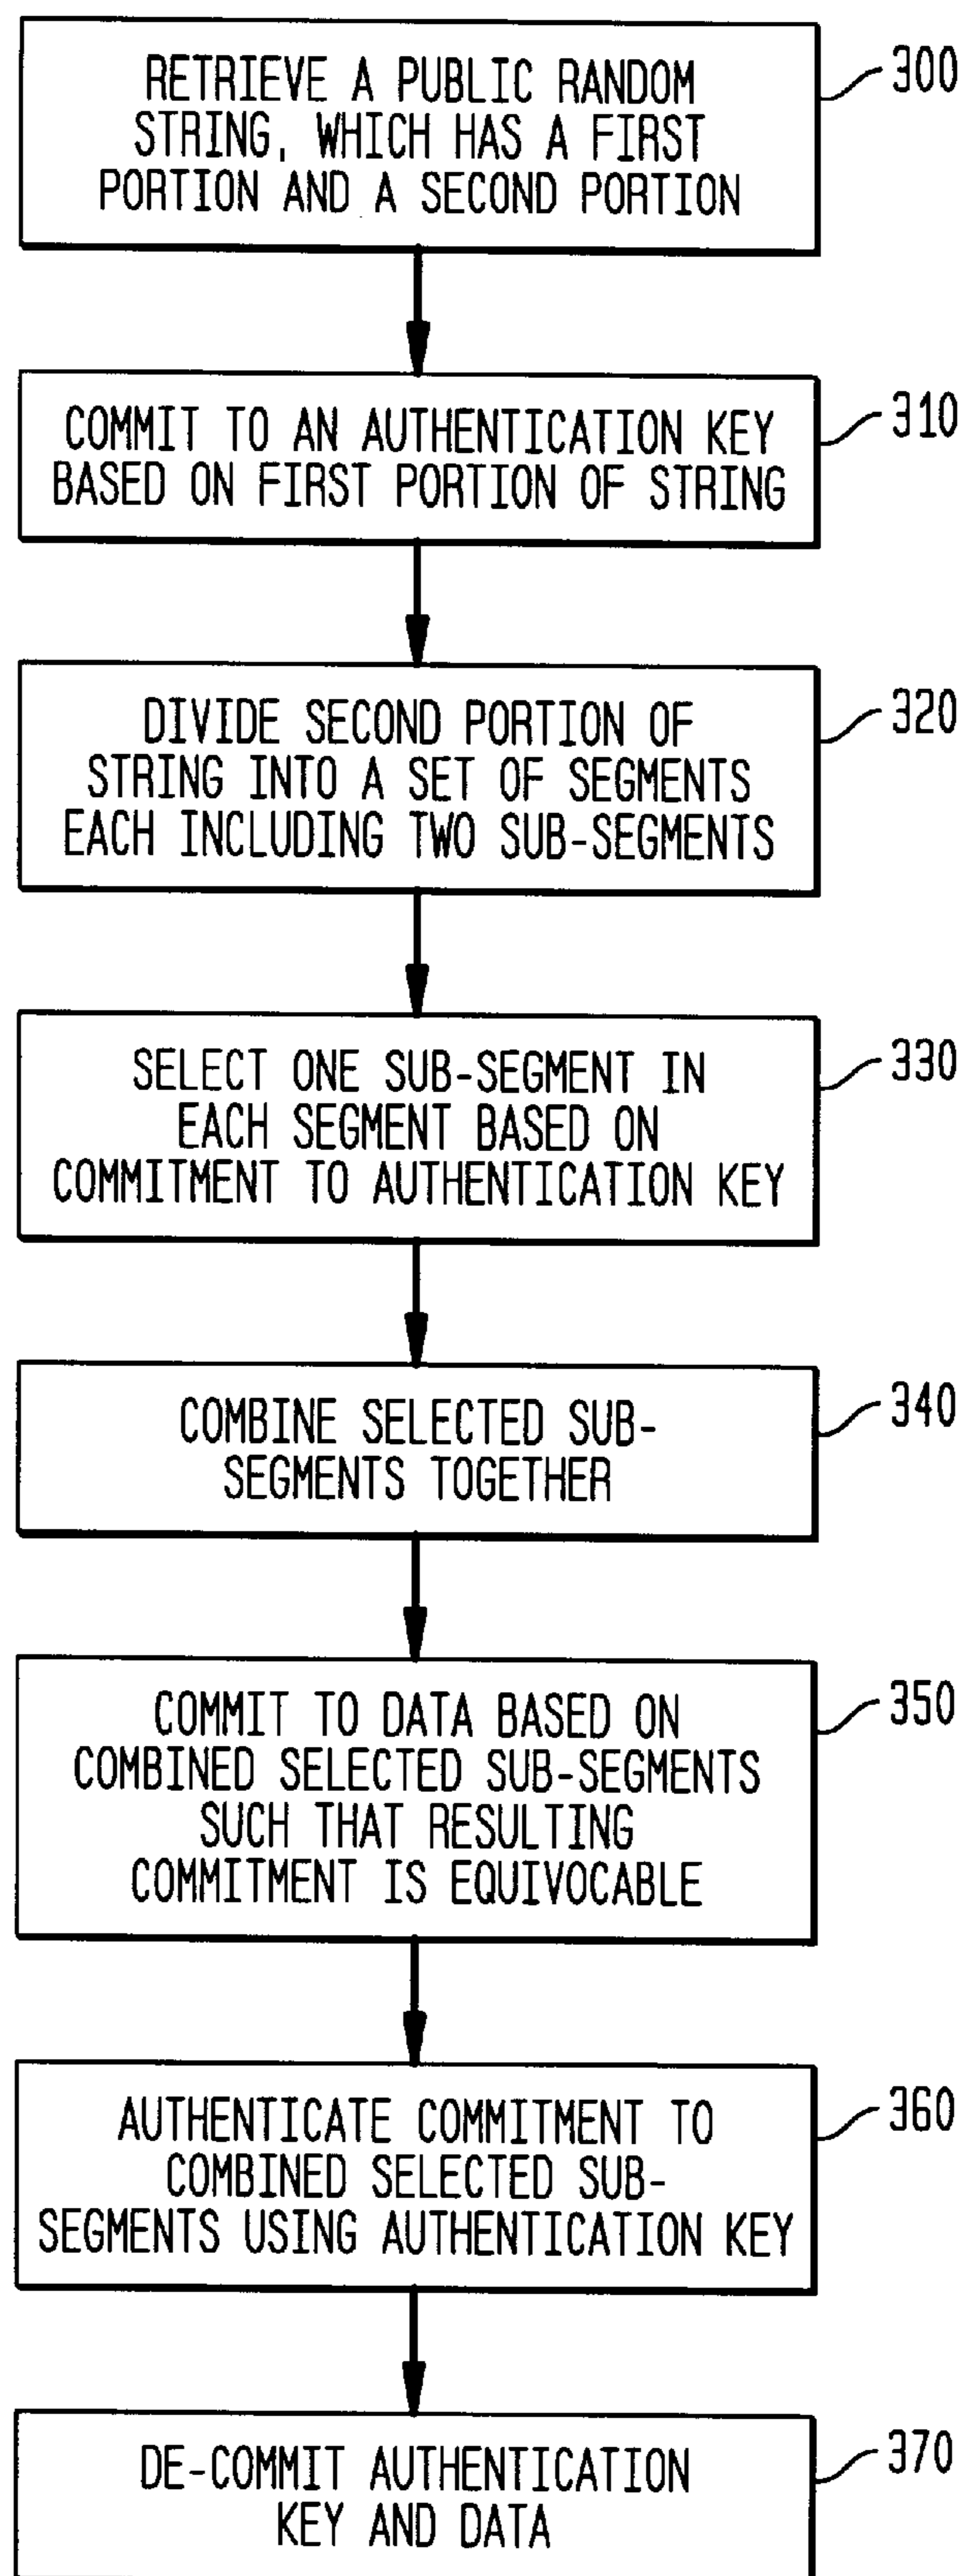 RETRIEVE A PUBLIC RANDOM
STRING, WHICH HAS A FIRST
PORTION AND A SECOND PORTION
300
COMMIT TO AN AUTHENTICATION KEY
BASED ON FIRST PORTION OF STRING
310
DIVIDE SECOND PORTION OF
STRING INTO A SET OF SEGMENTS
EACH INCLUDING TWO SUB-SEGMENTS
320
SELECT ONE SUB-SEGMENT IN
EACH SEGMENT BASED ON
COMMITMENT TO AUTHENTICATION KEY
330
COMBINE SELECTED SUB-
SEGMENTS TOGETHER
340
COMMIT TO DATA BASED ON
COMBINED SELECTED SUB-SEGMENTS
SUCH THAT RESULTING
COMMITMENT IS EQUIVOCABLE
350
AUTHENTICATE COMMITMENT TO
COMBINED SELECTED SUB-
SEGMENTS USING AUTHENTICATION KEY
360
DE-COMMIT AUTHENTICATION
KEY AND DATA
370